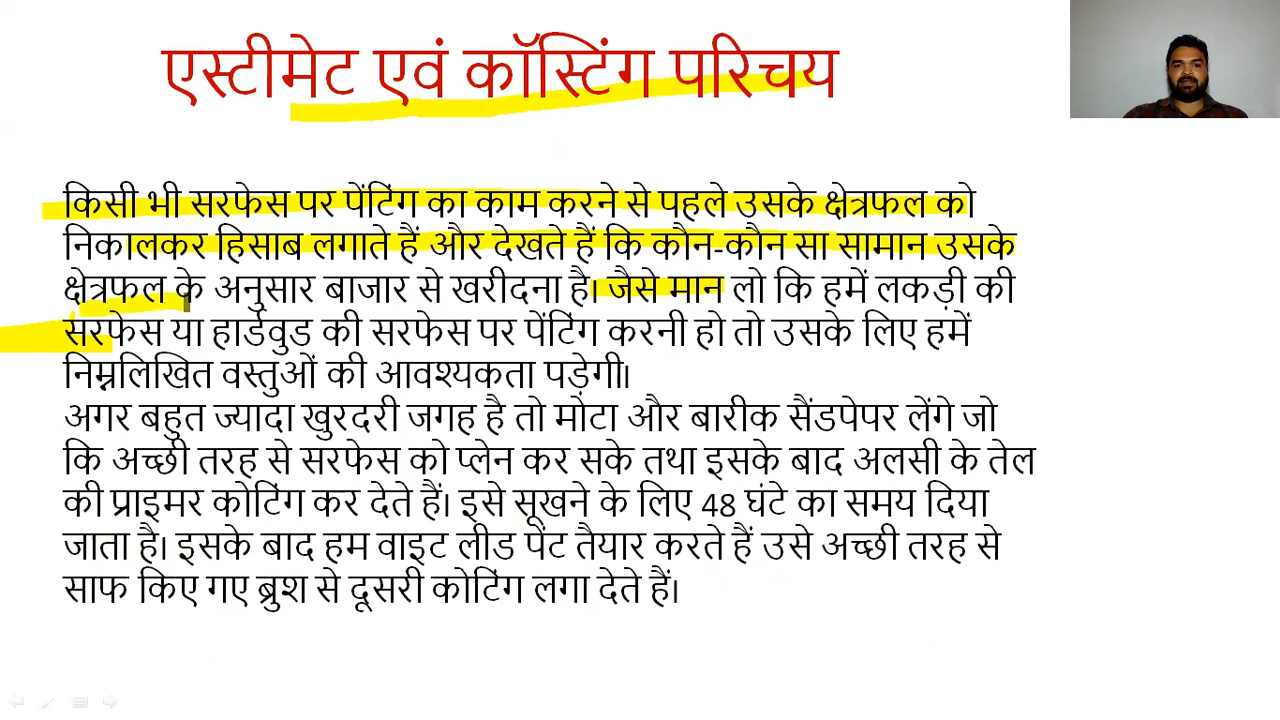 एस्टीमेट एवं कॉस्टिंग परिचय
किसी भी सरफेस पर पेंटिंग का काम करने से पहले उसके क्षेत्रफल को
निकालकर हिसाब लगाते हैं और देखते हैं कि कौन-कौन सा सामान उसके
क्षेत्रफल के अनुसार बाजार से खरीदना है। जैसे मान लो कि हमें लकड़ी की
सरफेस या हार्डवुड की सरफेस पर पेंटिंग करनी हो तो उसके लिए हमें
निम्नलिखित वस्तुओं की आवश्यकता पड़ेगी।
अगर बहुत ज्यादा खुरदरी जगह है तो मोटा और बारीक सैंडपेपर लेंगे जो
कि अच्छी तरह से सरफेस को प्लेन कर सके तथा इसके बाद अलसी के तेल
की प्राइमर कोटिंग कर देते हैं। इसे सूखने के लिए 48 घंटे का समय दिया
जाता है। इसके बाद हम वाइट लीड पेंट तैयार करते हैं उसे अच्छी तरह से
साफ किए गए ब्रुश से दूसरी कोटिंग लगा देते हैं।